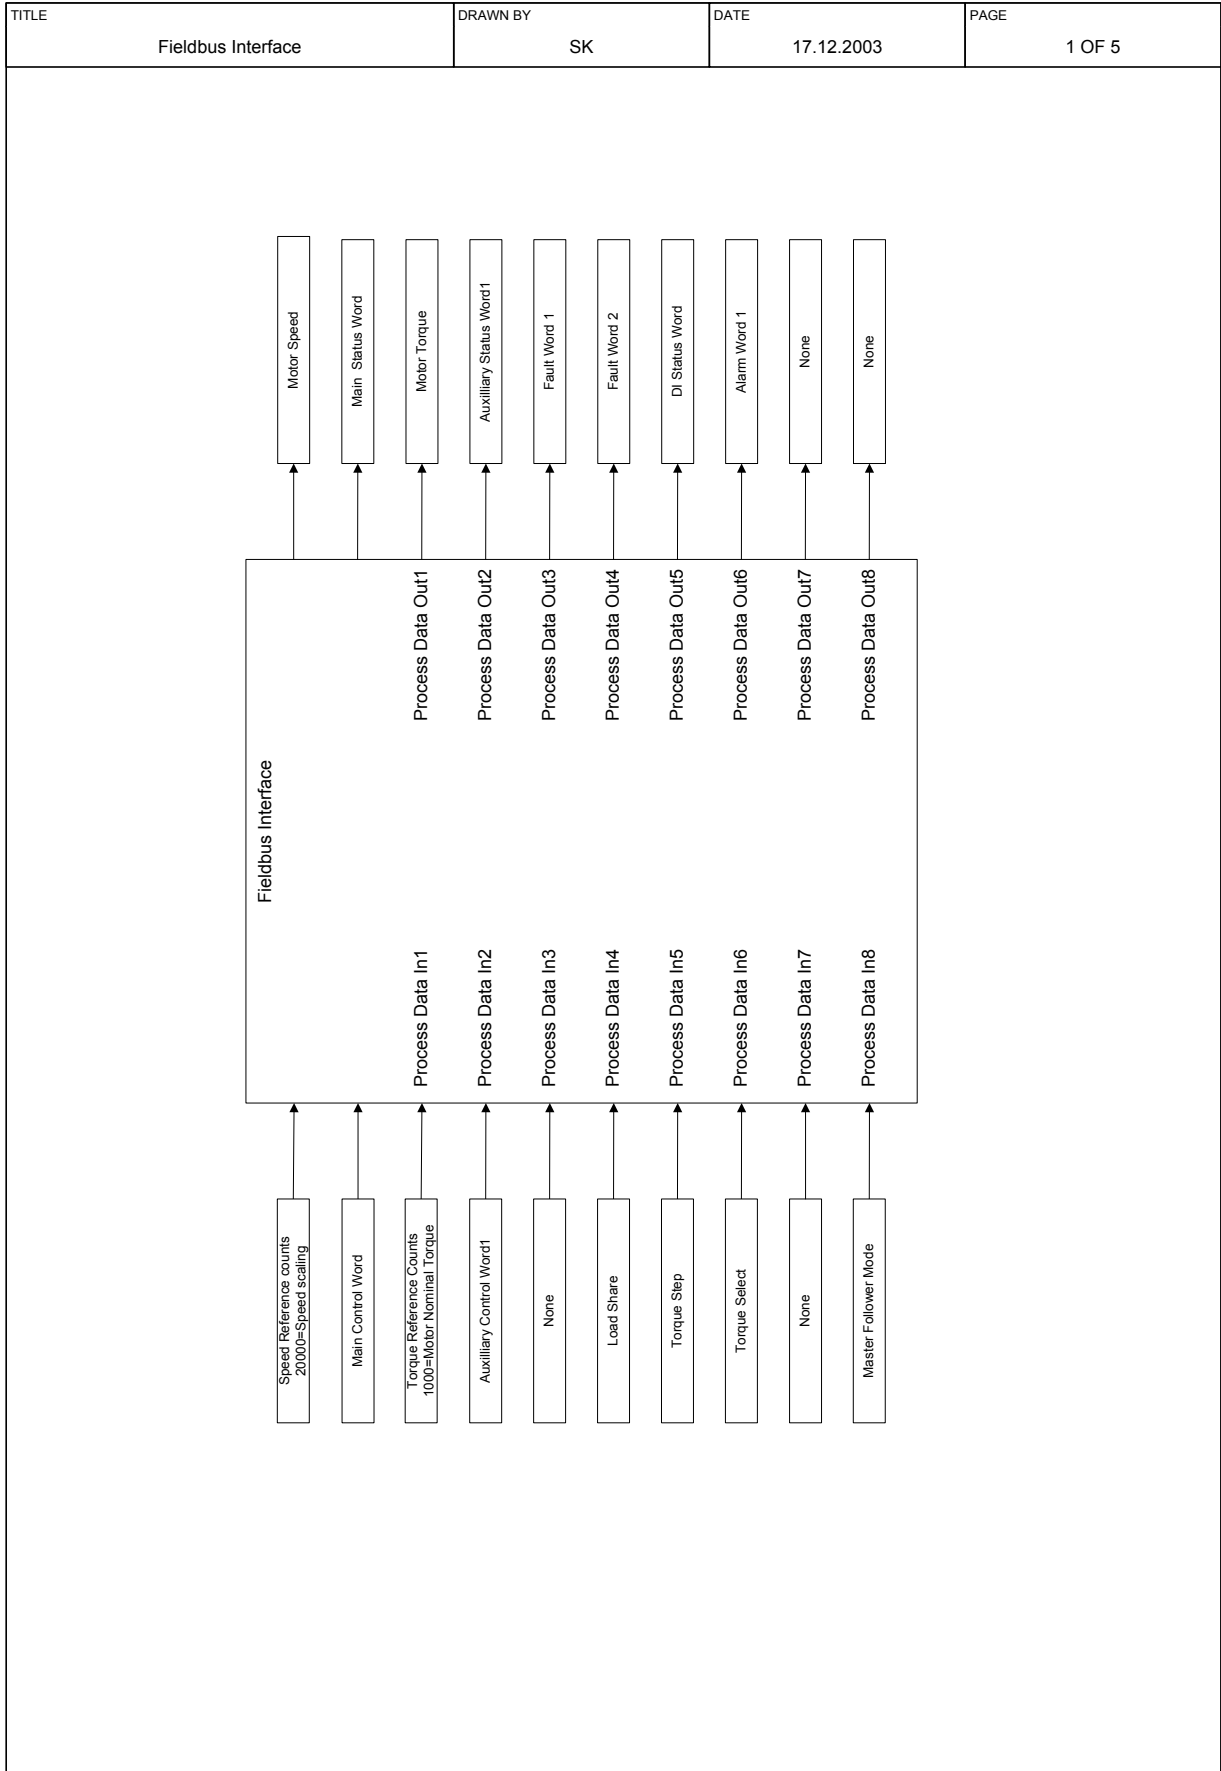 TITLE
Fieldbus Interface
DRAWN BY
SK
DATE
17.12.2003
PAGE
1 OF 5
Fieldbus Interface
Speed Reference counts
20000=Speed scaling
Motor Speed
Main Control Word
Main Status Word
Torque Reference Counts
1000=Motor Nominal Torque
Process Data In1
Process Data Out1
Motor Torque
Auxilliary Control Word1
Process Data In2
Process Data Out2
Auxilliary Status Word1
None
Process Data In3
Process Data Out3
Fault Word 1
Load Share
Process Data In4
Process Data Out4
Fault Word 2
Torque Step
Process Data In5
Process Data Out5
DI Status Word
Torque Select
Process Data In6
Process Data Out6
Alarm Word 1
None
Process Data In7
Process Data Out7
None
Master Follower Mode
Process Data In8
Process Data Out8
None